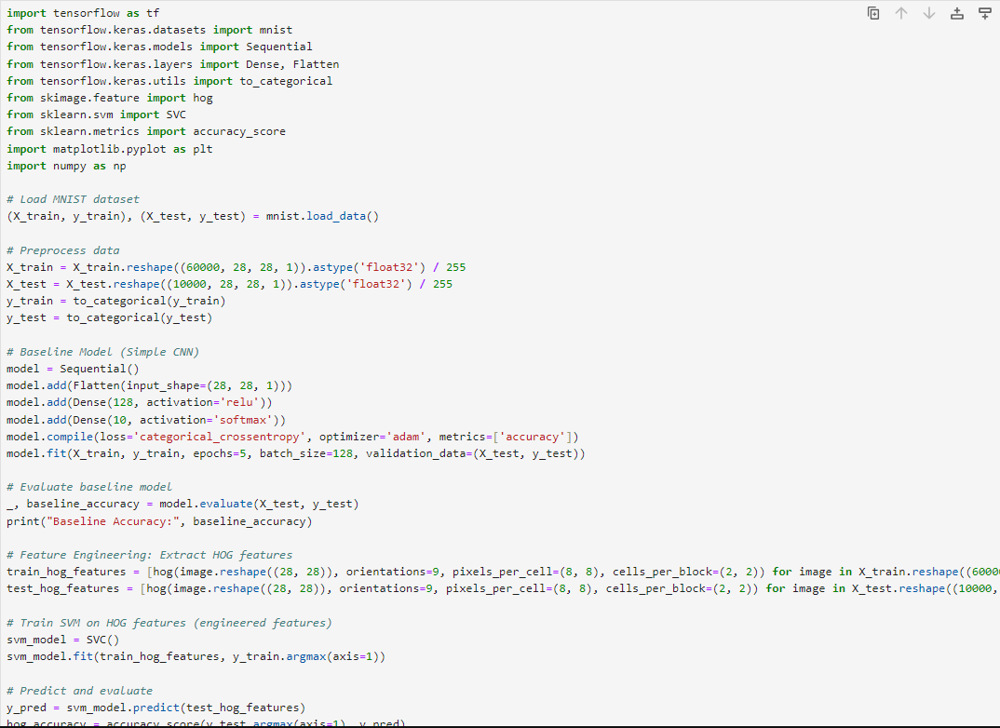 import tensorflow as tf
from tensorflow.keras.datasets import mnist
from tensorflow.keras.models import Sequential
from tensorflow.keras.layers import Dense, Flatten
from tensorflow.keras.utils import to_categorical
from skimage.feature import hog
from sklearn.svm import SVC
from sklearn.metrics import accuracy_score
import matplotlib.pyplot as plt
import numpy as np

# Load MNIST dataset
(X_train, y_train), (X_test, y_test) = mnist.load_data()

# Preprocess data
X_train = X_train.reshape((60000, 28, 28, 1)).astype('float32') / 255
X_test = X_test.reshape((10000, 28, 28, 1)).astype('float32') / 255
y_train = to_categorical(y_train)
y_test = to_categorical(y_test)

# Baseline Model (Simple CNN)
model = Sequential()
model.add(Flatten(input_shape=(28, 28, 1)))
model.add(Dense(128, activation='relu'))
model.add(Dense(10, activation='softmax'))
model.compile(loss='categorical_crossentropy', optimizer='adam', metrics=['accuracy'])
model.fit(X_train, y_train, epochs=5, batch_size=128, validation_data=(X_test, y_test))

# Evaluate baseline model
_, baseline_accuracy = model.evaluate(X_test, y_test)
print("Baseline Accuracy:", baseline_accuracy)

# Feature Engineering: Extract HOG features
train_hog_features = [hog(image.reshape((28, 28)), orientations=9, pixels_per_cell=(8, 8), cells_per_block=(2, 2)) for image in X_train.reshape((6000
test_hog_features = [hog(image.reshape((28, 28)), orientations=9, pixels_per_cell=(8, 8), cells_per_block=(2, 2)) for image in X_test.reshape((10000,

# Train SVM on HOG features (engineered features)
svm_model = SVC()
svm_model.fit(train_hog_features, y_train.argmax(axis=1))

# Predict and evaluate
y_pred = svm_model.predict(test_hog_features)
hog_accuracy = accuracy_score(y_test.argmax(axis=1), y_pred)